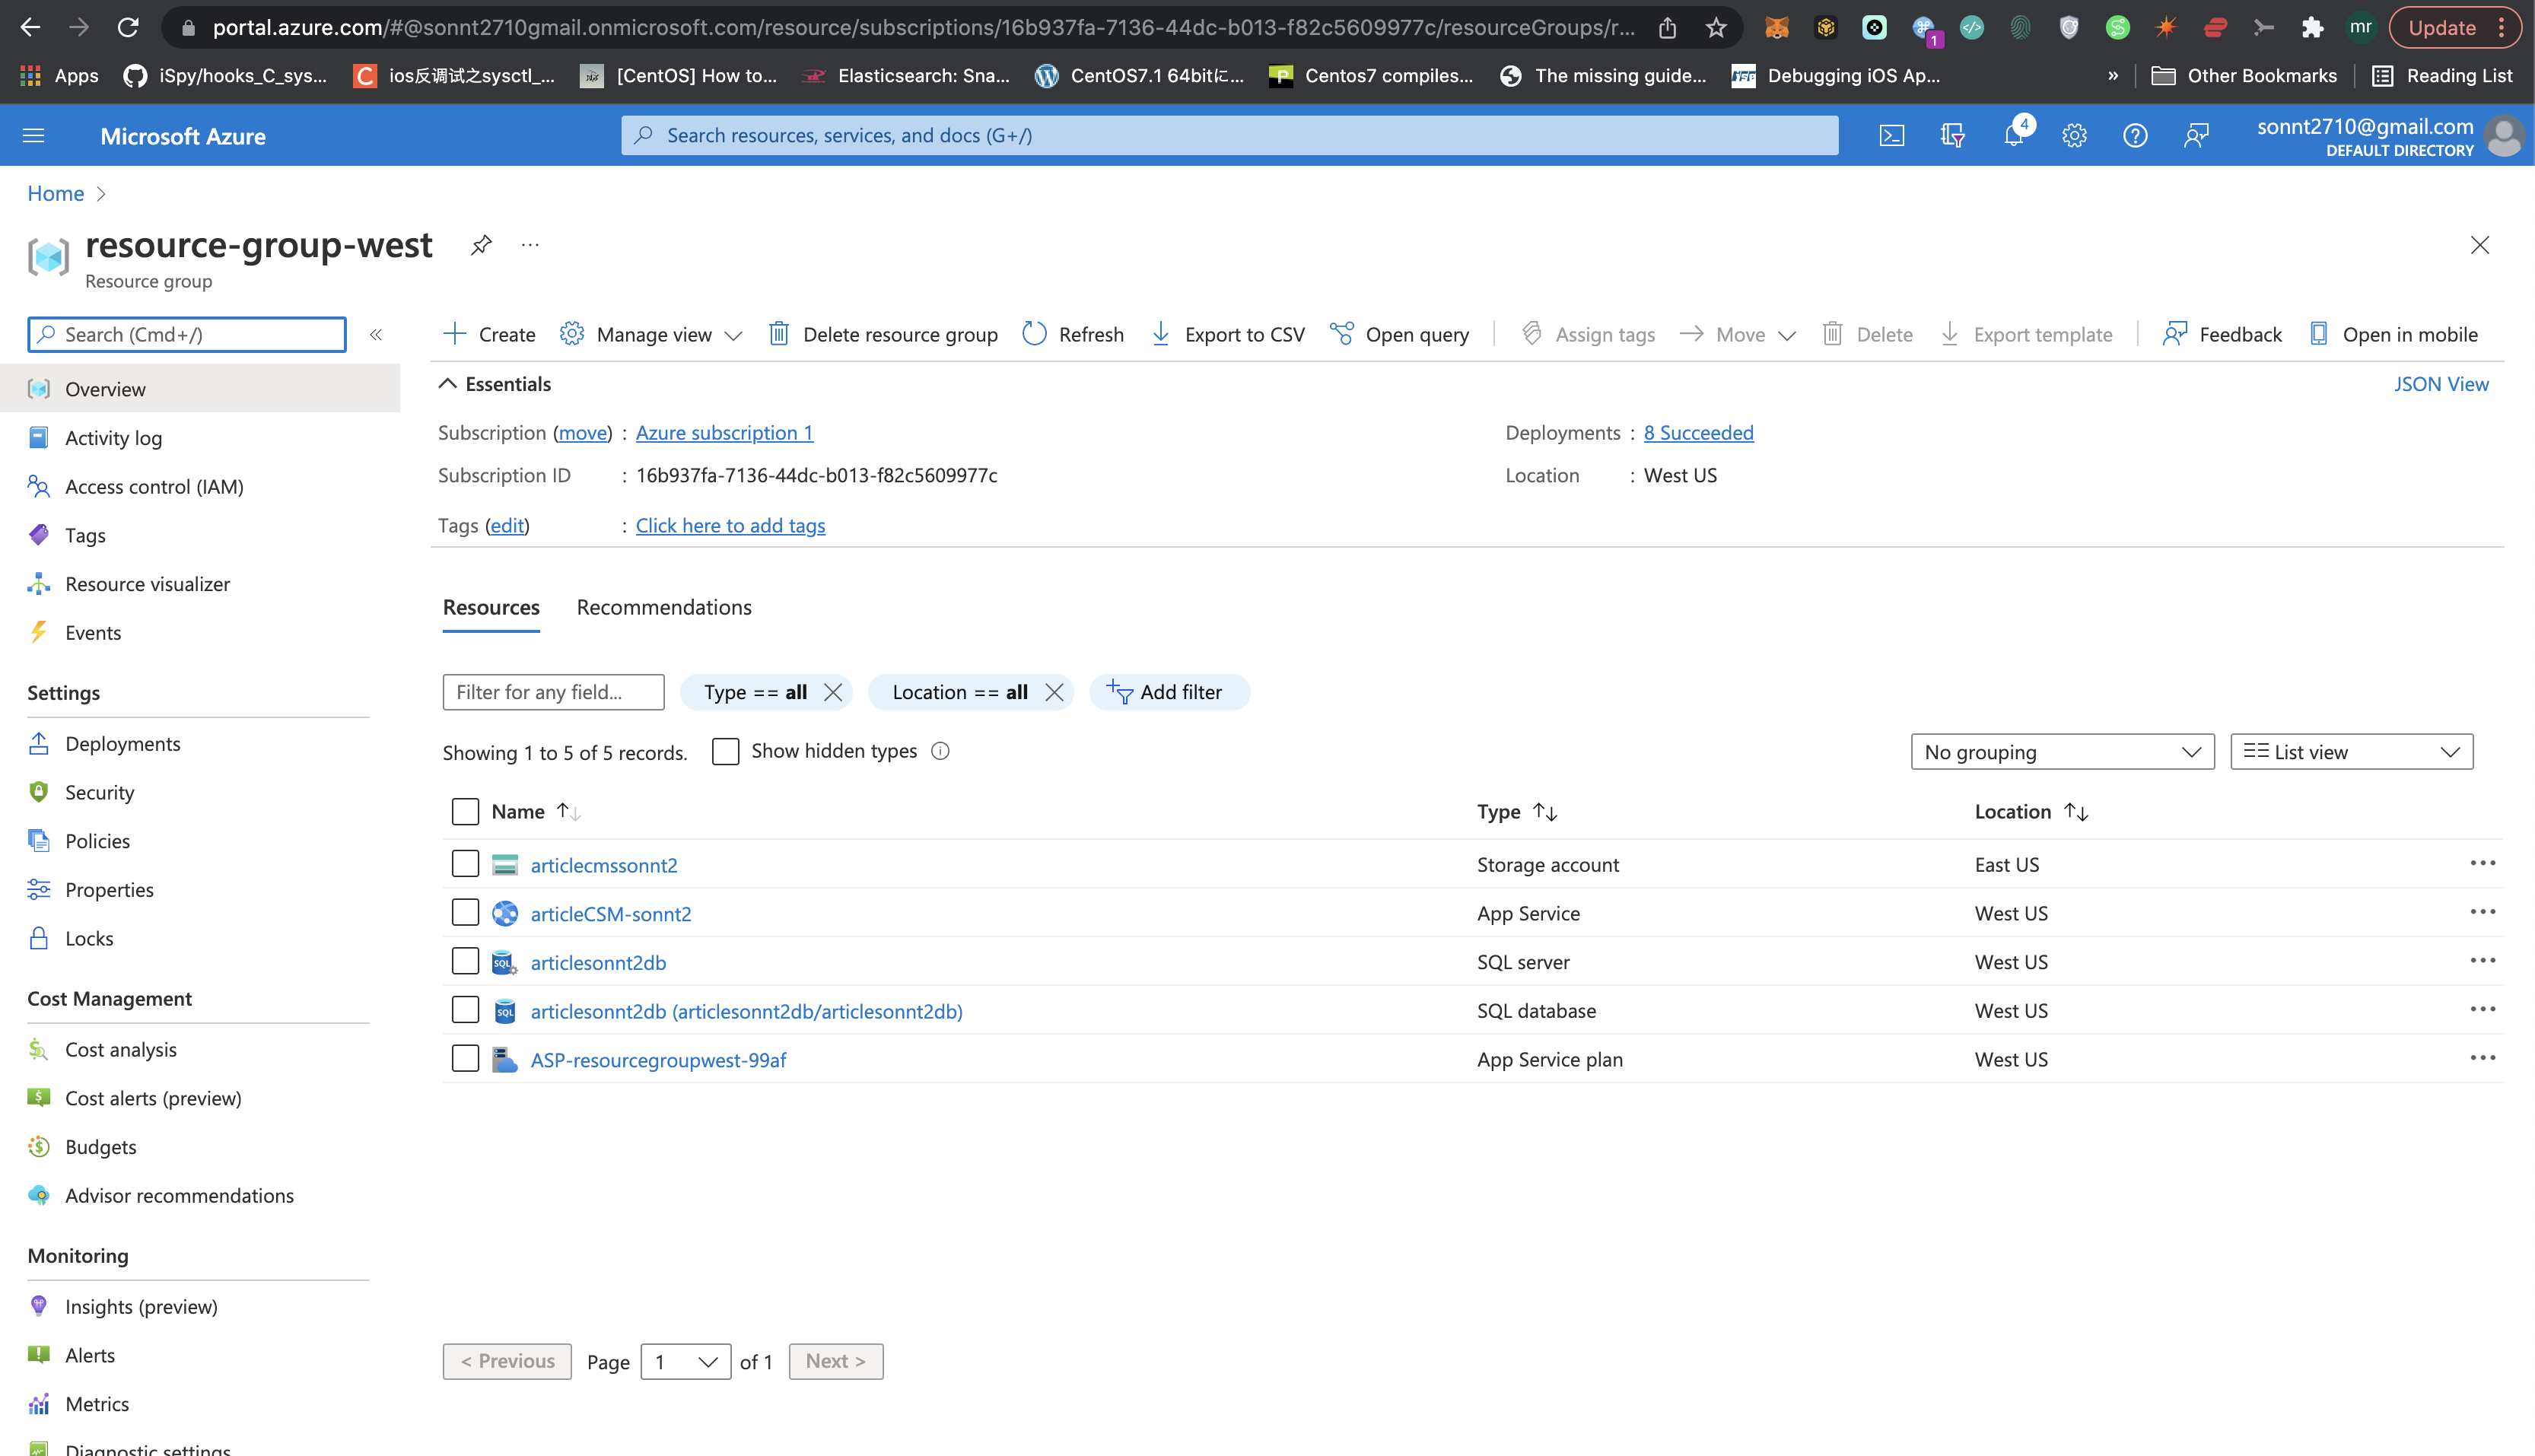 portal.azure.com/#@sonnt2710gmail.onmicrosoft.com/resource/subscriptions/16b937fa-7136-44dc-b013-f82c5609977c/resourceGroups/r...
1
mr
Update
Apps
iSpy/hooks_C_sys...
ios反调试之sysctl_...
[CentOS] How to...
Elasticsearch: Sna...
CentOS7.1 64bitに...
Centos7 compiles...
The missing guide...
Debugging iOS Ap...
»
Other Bookmarks
Reading List
Microsoft Azure
Search resources, services, and docs (G+/)
4
sonnt2710@gmail.com
DEFAULT DIRECTORY
Home >
resource-group-west
...
Resource group
Search (Cmd+/)
«
Create
Manage view
Delete resource group
Refresh
Export to CSV
Open query
Assign tags
Move
Delete
Export template
Feedback
Open in mobile
Overview
Activity log
Access control (IAM)
Tags
Resource visualizer
Events
Settings
Deployments
Security
Policies
Properties
Locks
Cost Management
Cost analysis
Cost alerts (preview)
Budgets
Advisor recommendations
Monitoring
Insights (preview)
Alerts
Metrics
Diagnostic settings
Essentials
JSON View
Subscription (move) : Azure subscription 1
Deployments : 8 Succeeded
Subscription ID : 16b937fa-7136-44dc-b013-f82c5609977c
Location : West US
Tags (edit) : Click here to add tags
Resources
Recommendations
Filter for any field...
Type == all
Location == all
Add filter
Showing 1 to 5 of 5 records.
Show hidden types
No grouping
List view
Name
Type
Location
articlecmssonnt2
Storage account
East US
articleCSM-sonnt2
App Service
West US
articlesonnt2db
SQL server
West US
articlesonnt2db (articlesonnt2db/articlesonnt2db)
SQL database
West US
ASP-resourcegroupwest-99af
App Service plan
West US
< Previous
Page 1 of 1
Next >